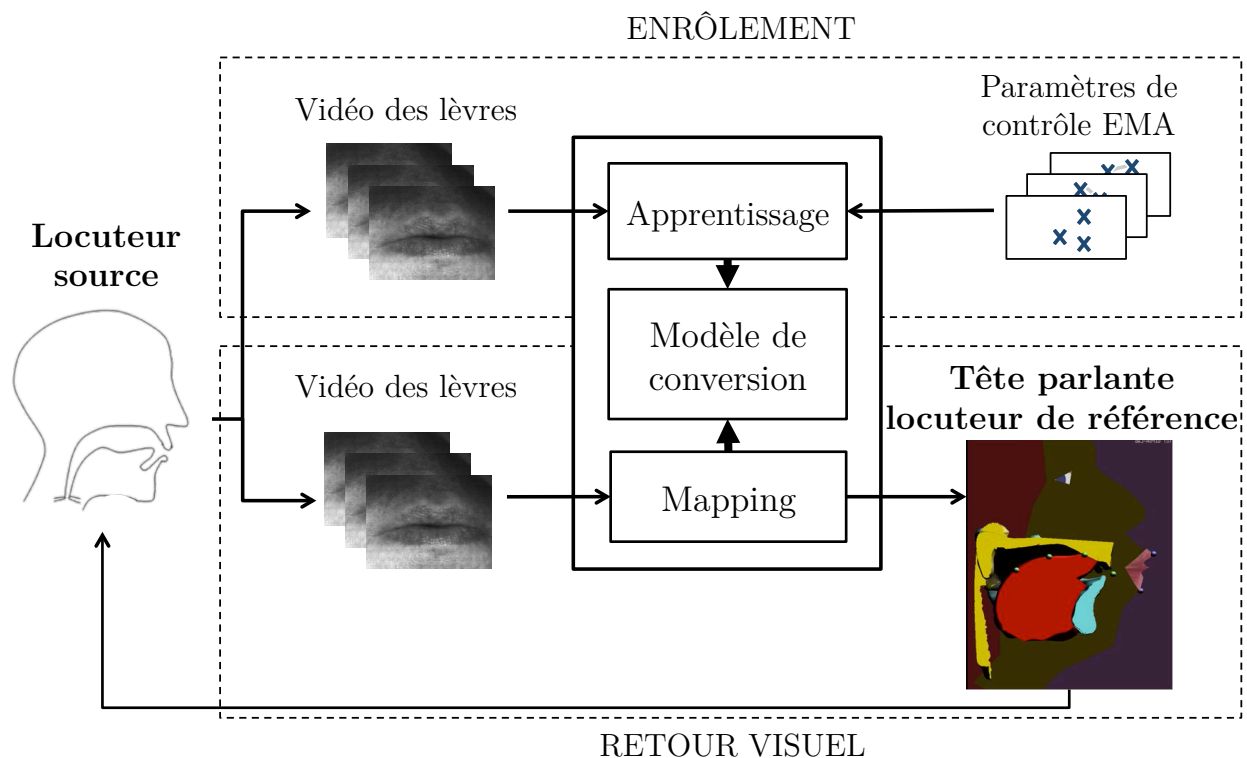 ENRÔLEMENT
Vidéo des lèvres
Paramètres de
contrôle EMA
Apprentissage
Locuteur
source
Modèle de
conversion
Vidéo des lèvres
Tête parlante
locuteur de référence
Mapping
RETOUR VISUEL